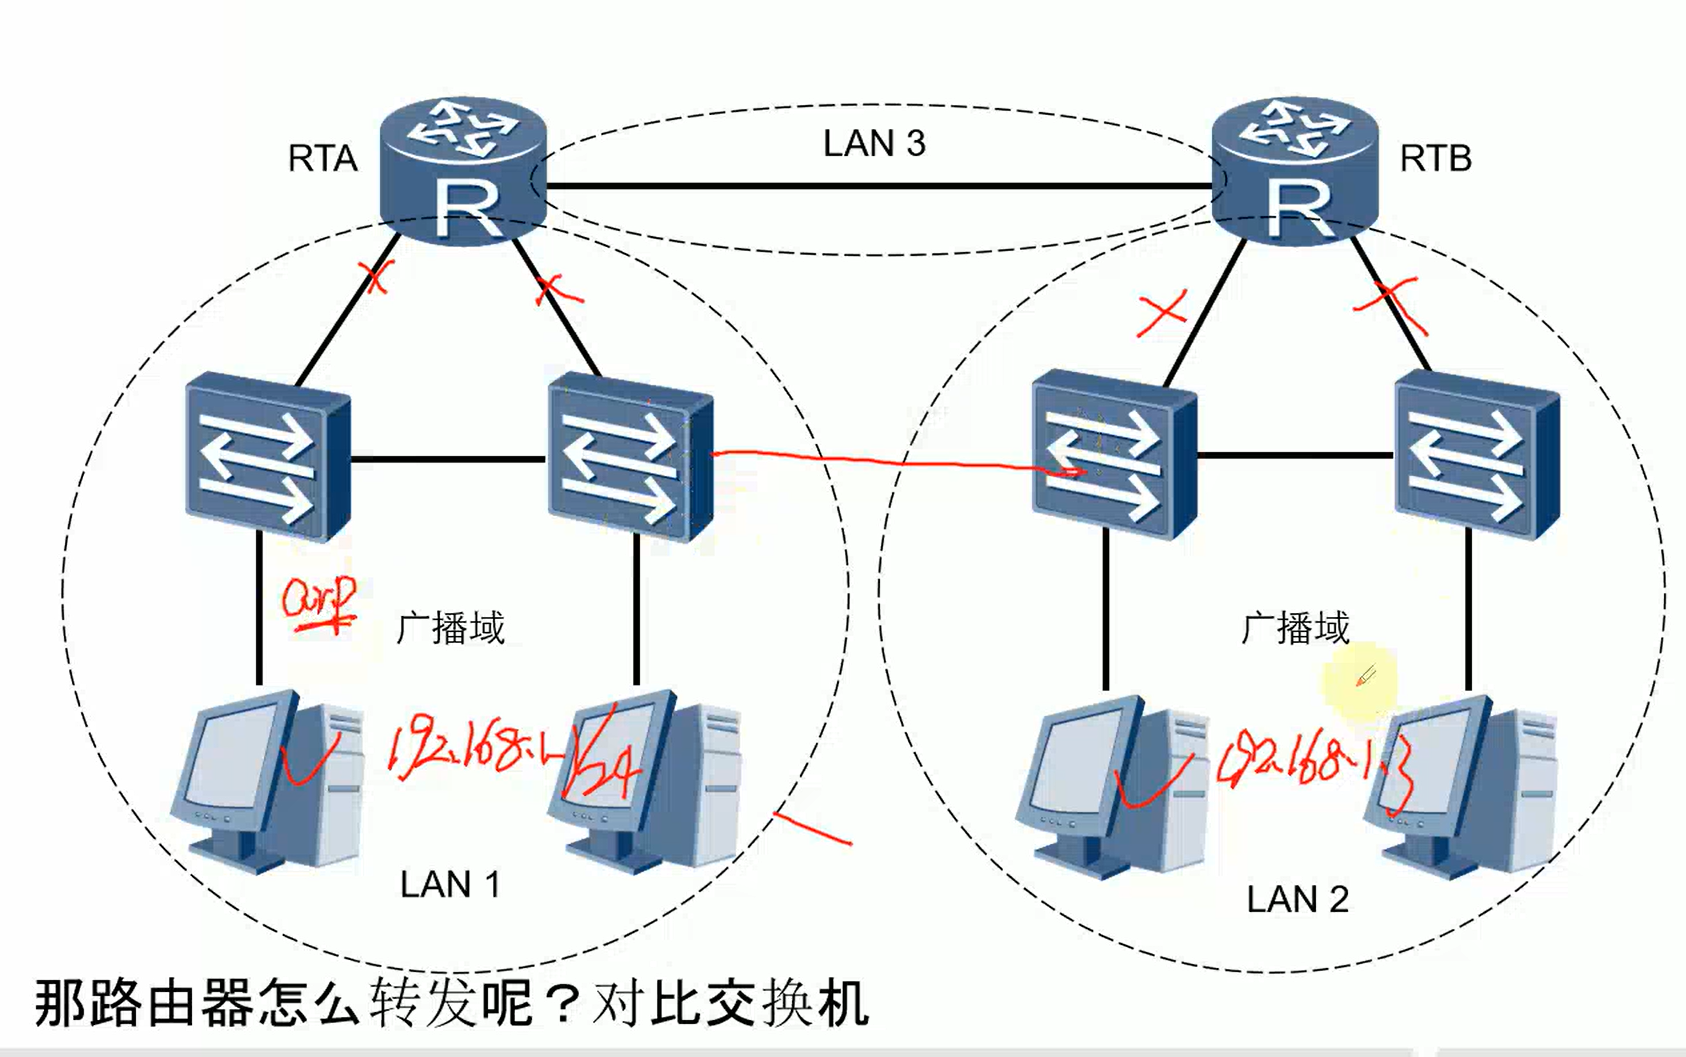 LAN 3
RTA
RTB
R
R
arp
广播域
广播域
192.168.1.1/24
192.168.1.3
LAN 1
LAN 2
那路由器怎么转发呢？对比交换机